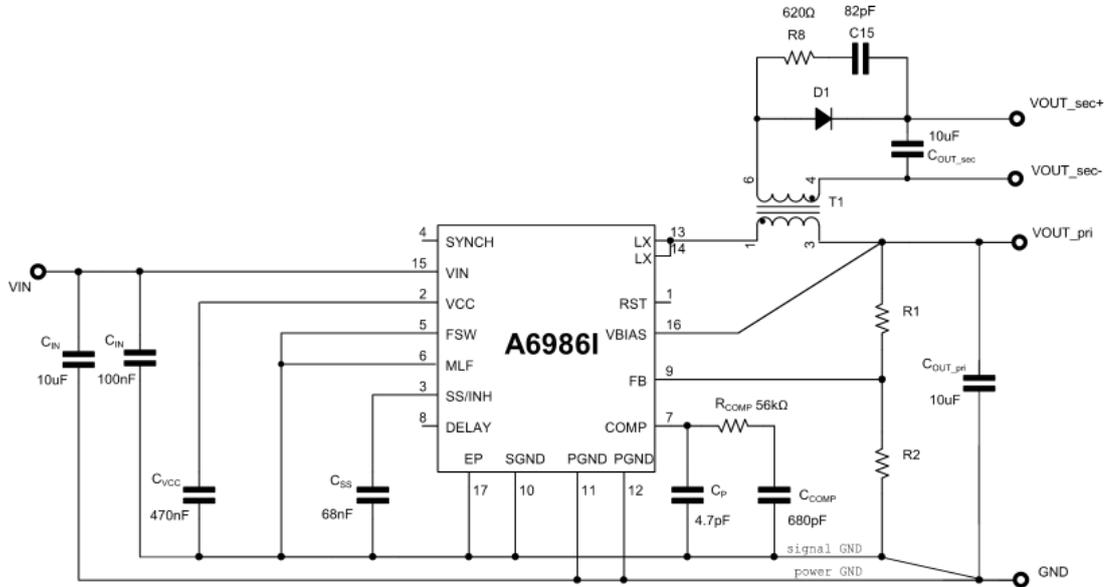 620Ω
82pF
R8
C15
D1
VOUT_sec+
10uF
COUT_sec
VOUT_sec-
6
4
T1
1
3
VOUT_pri
4
SYNCH
LX
13
LX
14
VIN
15
VIN
2
VCC
RST
1
5
FSW
VBIAS
16
R1
A6986I
CIN
10uF
CIN
100nF
6
MLF
FB
9
COUT_pri
10uF
3
SS/INH
RCOMP 56kΩ
8
DELAY
COMP
7
R2
EP
SGND
PGND
PGND
17
10
11
12
CVCC
470nF
CSS
68nF
CP
4.7pF
CCOMP
680pF
signal GND
power GND
GND